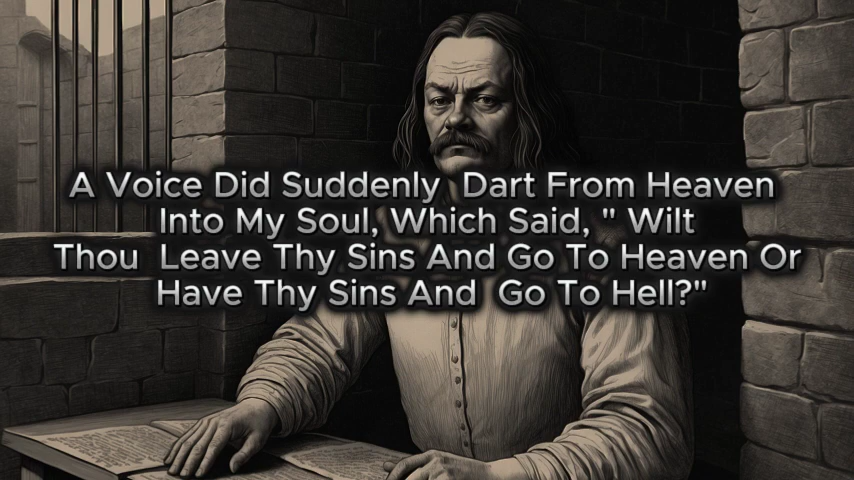 A Voice Did Suddenly Dart From Heaven
Into My Soul, Which Said, " Wilt
Thou Leave Thy Sins And Go To Heaven Or
Have Thy Sins And Go To Hell?"